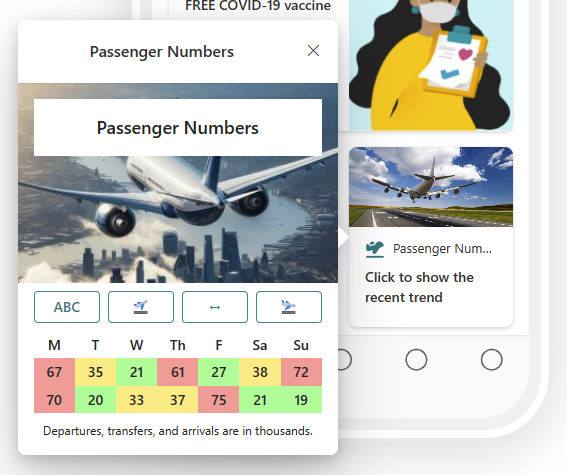 FREE COVID-19 vaccine
Passenger Numbers
Passenger Numbers
ABC
M T W Th F Sa Su
67 35 21 61 27 38 72
70 20 33 37 75 21 19
Departures, transfers, and arrivals are in thousands.
Passenger Num...
Click to show the
recent trend